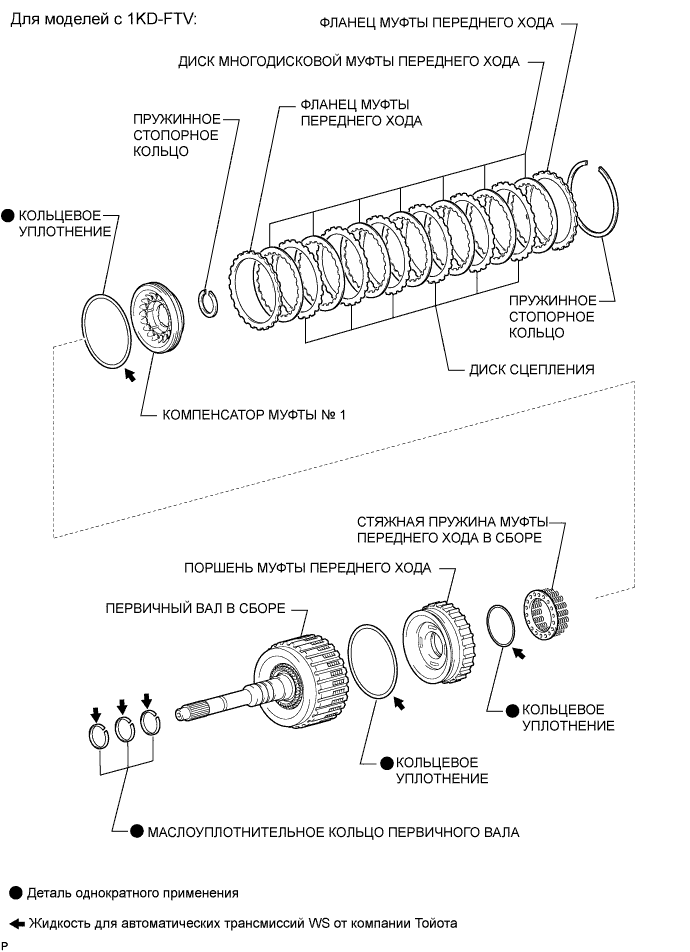 Для моделей с 1KD-FTV:
ФЛАНЕЦ МУФТЫ ПЕРЕДНЕГО ХОДА
ДИСК МНОГОДИСКОВОЙ МУФТЫ ПЕРЕДНЕГО ХОДА
ФЛАНЕЦ МУФТЫ
ПЕРЕДНЕГО ХОДА
ПРУЖИННОЕ
СТОПОРНОЕ
КОЛЬЦО
КОЛЬЦЕВОЕ
УПЛОТНЕНИЕ
ПРУЖИННОЕ
СТОПОРНОЕ
КОЛЬЦО
ДИСК СЦЕПЛЕНИЯ
КОМПЕНСАТОР МУФТЫ № 1
СТЯЖНАЯ ПРУЖИНА МУФТЫ
ПЕРЕДНЕГО ХОДА В СБОРЕ
ПОРШЕНЬ МУФТЫ ПЕРЕДНЕГО ХОДА
ПЕРВИЧНЫЙ ВАЛ В СБОРЕ
КОЛЬЦЕВОЕ
УПЛОТНЕНИЕ
КОЛЬЦЕВОЕ
УПЛОТНЕНИЕ
МАСЛОУПЛОТНИТЕЛЬНОЕ КОЛЬЦО ПЕРВИЧНОГО ВАЛА
Деталь однократного применения
Жидкость для автоматических трансмиссий WS от компании Тойота
P